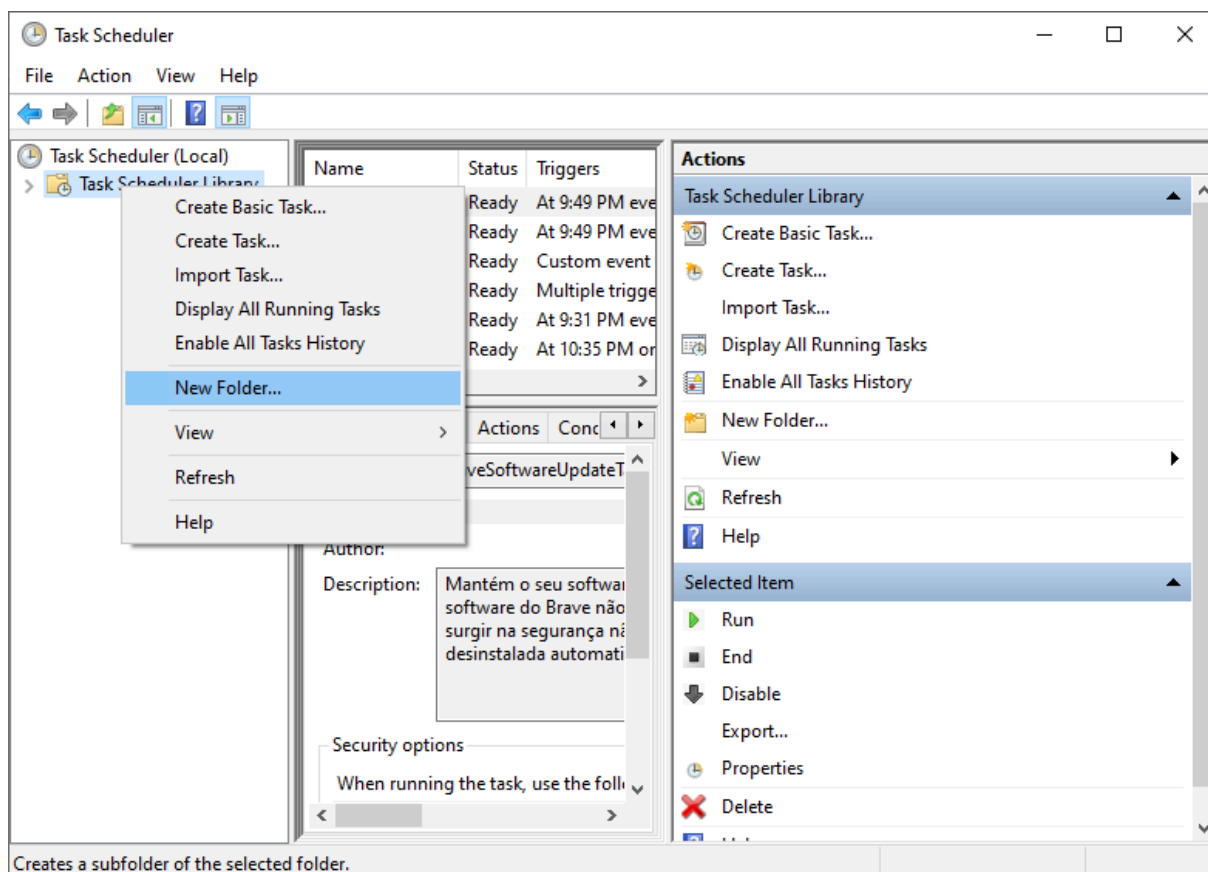 Task Scheduler
File Action View Help
Task Scheduler (Local)
Task Scheduler Library
Create Basic Task...
Create Task...
Import Task...
Display All Running Tasks
Enable All Tasks History
New Folder...
View
Refresh
Help
Name Status Triggers
Ready At 9:49 PM eve
Ready At 9:49 PM eve
Ready Custom event
Ready Multiple trigge
Ready At 9:31 PM eve
Ready At 10:35 PM or
Actions Conc
veSoftwareUpdateT
Author:
Description: Mantém o seu softwar
software do Brave não
surgir na segurança nã
desinstalada automati
Security options
When running the task, use the follo
Actions
Task Scheduler Library
Create Basic Task...
Create Task...
Import Task...
Display All Running Tasks
Enable All Tasks History
New Folder...
View
Refresh
Help
Selected Item
Run
End
Disable
Export...
Properties
Delete
Creates a subfolder of the selected folder.